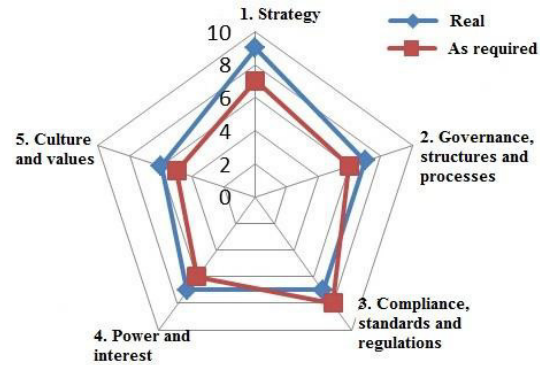 1. Strategy
Real
As required
10
8
6
4
2
0
5. Culture
and values
2. Governance,
structures and
processes
4. Power and
interest
3. Compliance,
standards and
regulations